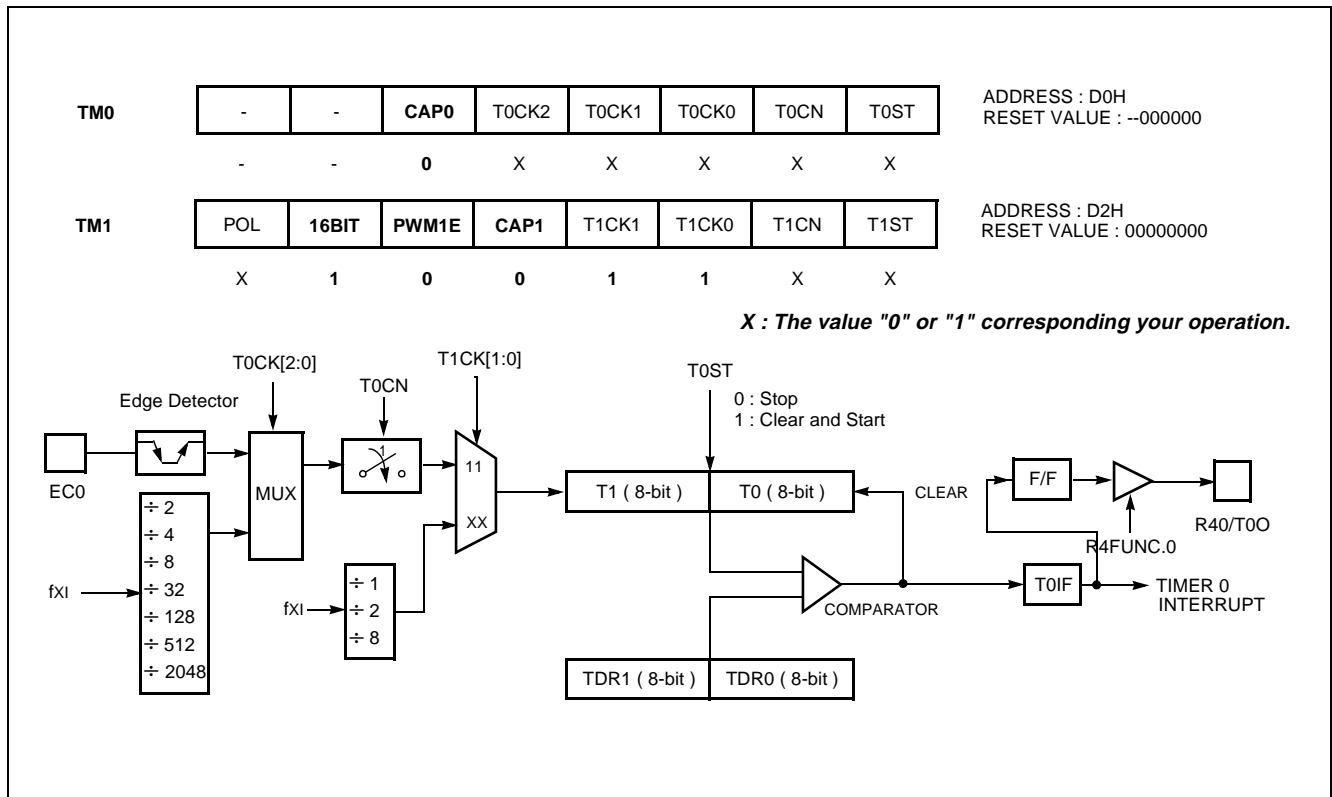 TM0 - - CAP0 T0CK2 T0CK1 T0CK0 T0CN T0ST ADDRESS : D0H
RESET VALUE : --000000
- - 0 X X X X X
TM1 POL 16BIT PWM1E CAP1 T1CK1 T1CK0 T1CN T1ST ADDRESS : D2H
RESET VALUE : 00000000
X 1 0 0 1 1 X X
X : The value "0" or "1" corresponding your operation.
T0CK[2:0]
T1CK[1:0]
T0CN
T0ST
0 : Stop
1 : Clear and Start
Edge Detector
EC0
MUX
1
11
XX
T1 ( 8-bit )
T0 ( 8-bit )
CLEAR
F/F
R40/T0O
R4FUNC.0
fXI
÷ 2
÷ 4
÷ 8
÷ 32
÷ 128
÷ 512
÷ 2048
fXI
÷ 1
÷ 2
÷ 8
COMPARATOR
T0IF
TIMER 0
INTERRUPT
TDR1 ( 8-bit )
TDR0 ( 8-bit )